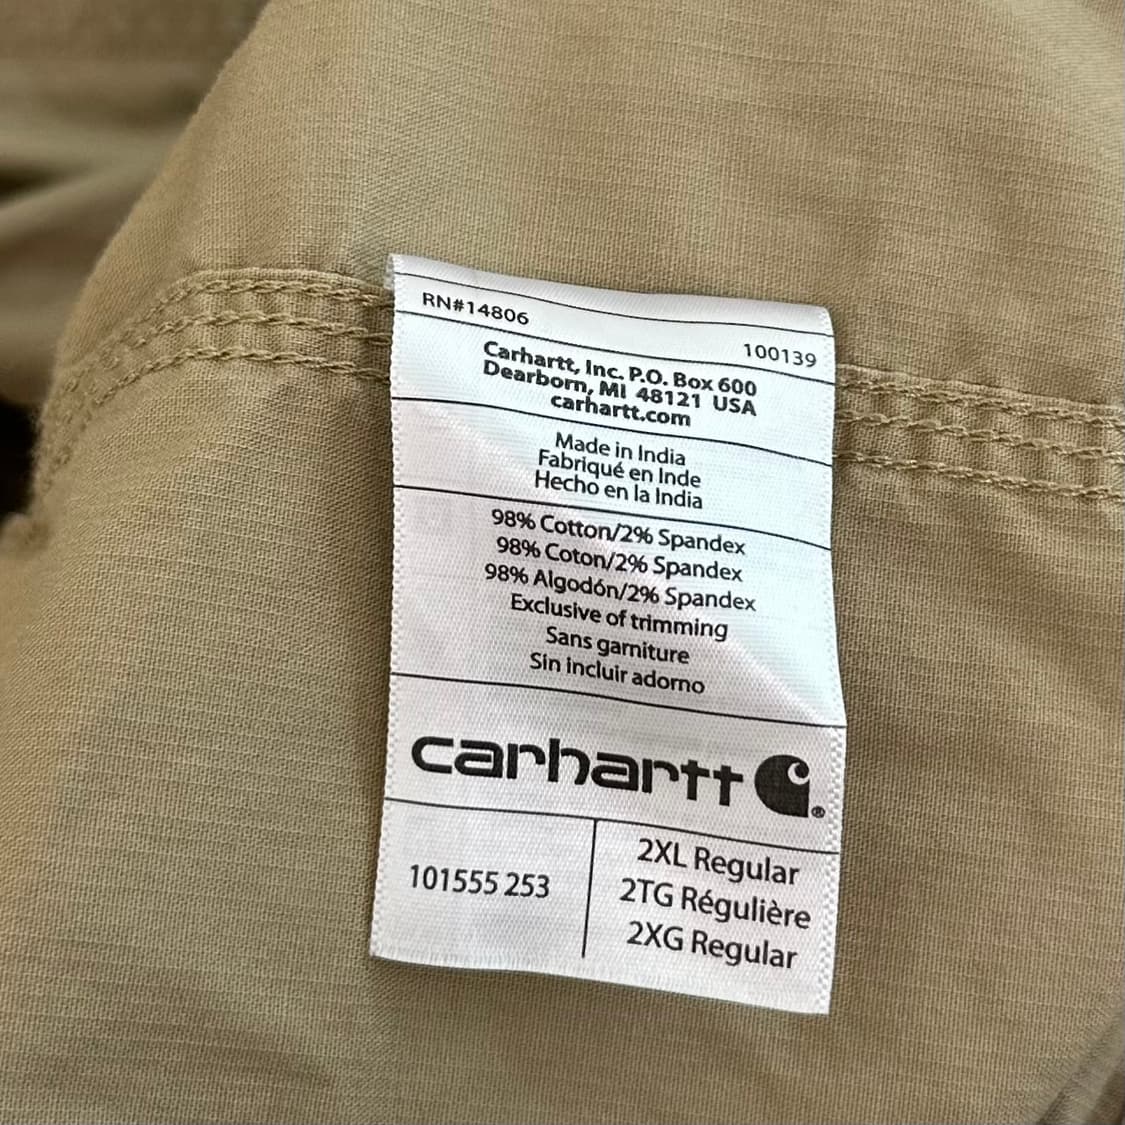 RN#14806
100139
Carhartt, Inc. P.O. Box 600
Dearborn, MI 48121 USA
carhartt.com
Made in India
Fabriqué en Inde
Hecho en la India
98% Cotton/2% Spandex
98% Coton/2% Spandex
98% Algodón/2% Spandex
Exclusive of trimming
Sans garniture
Sin incluir adorno
carhartt ®
101555 253
2XL Regular
2TG Régulière
2XG Regular